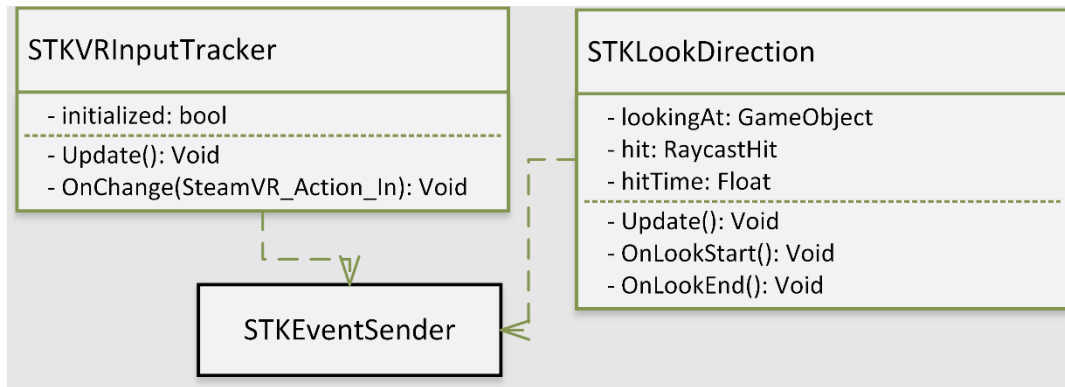 STKVRInputTracker
- initialized: bool
- Update(): Void
- OnChange(SteamVR_Action_In): Void
STKLookDirection
- lookingAt: GameObject
- hit: RaycastHit
- hitTime: Float
- Update(): Void
- OnLookStart(): Void
- OnLookEnd(): Void
STKEventSender